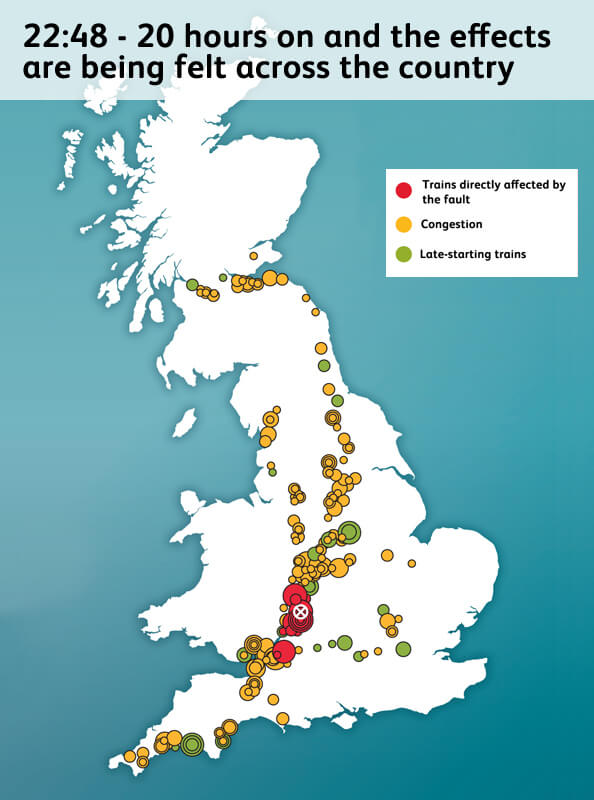 22:48 - 20 hours on and the effects
are being felt across the country
Trains directly affected by
the fault
Congestion
Late-starting trains